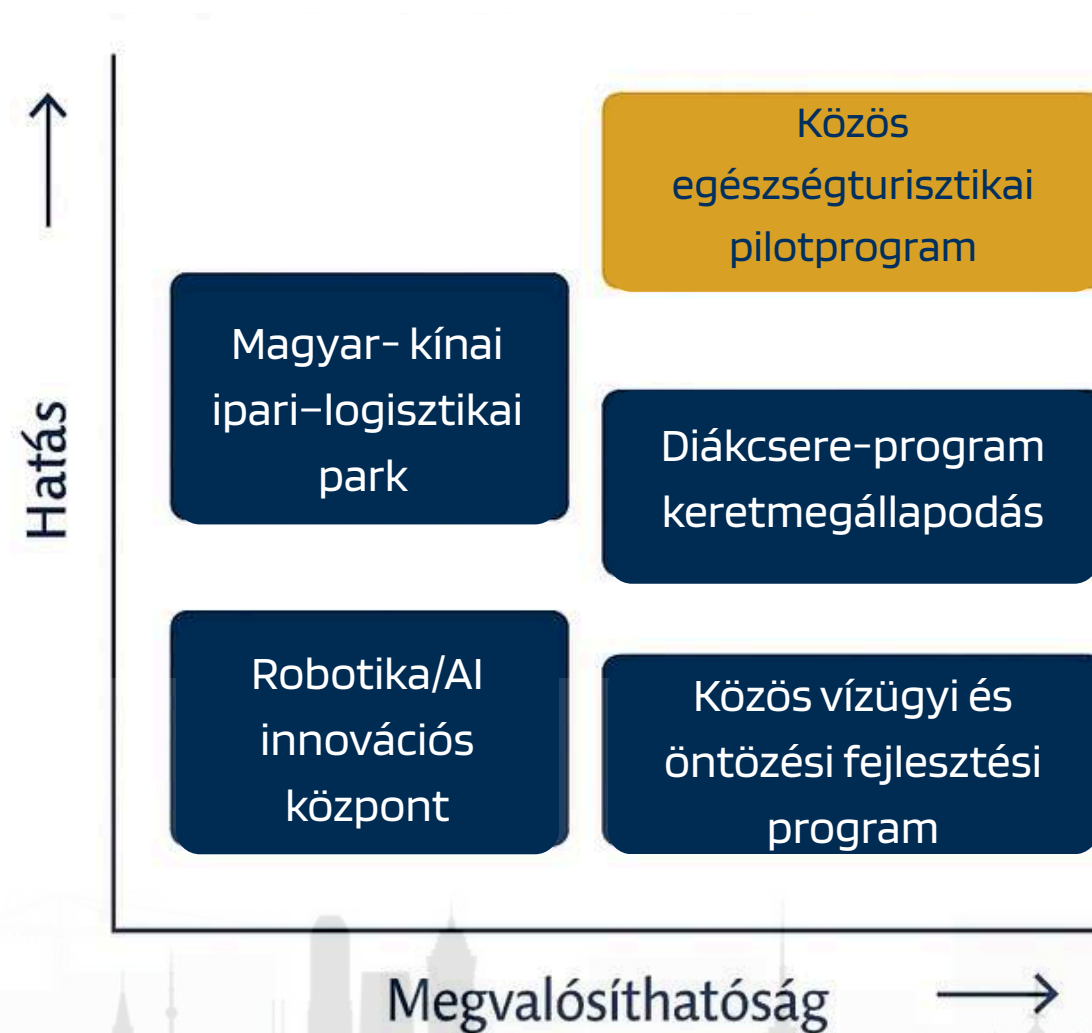 Közös
egészségturisztikai
pilotprogram
Magyar- kínai
ipari-logisztikai
park
Diákcsere-program
keretmegállapodás
Robotika/AI
innovációs
központ
Közös vízügyi és
öntözési fejlesztési
program
Hatás
Megvalósíthatóság